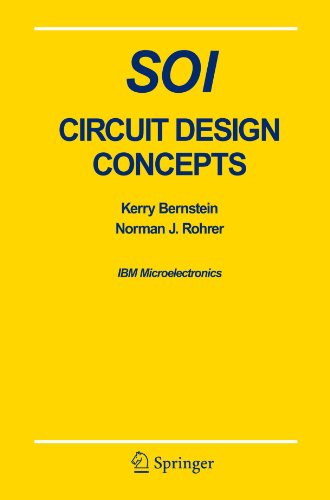 SOI
CIRCUIT DESIGN
CONCEPTS
Kerry Bernstein
Norman J. Rohrer
IBM Microelectronics
Springer